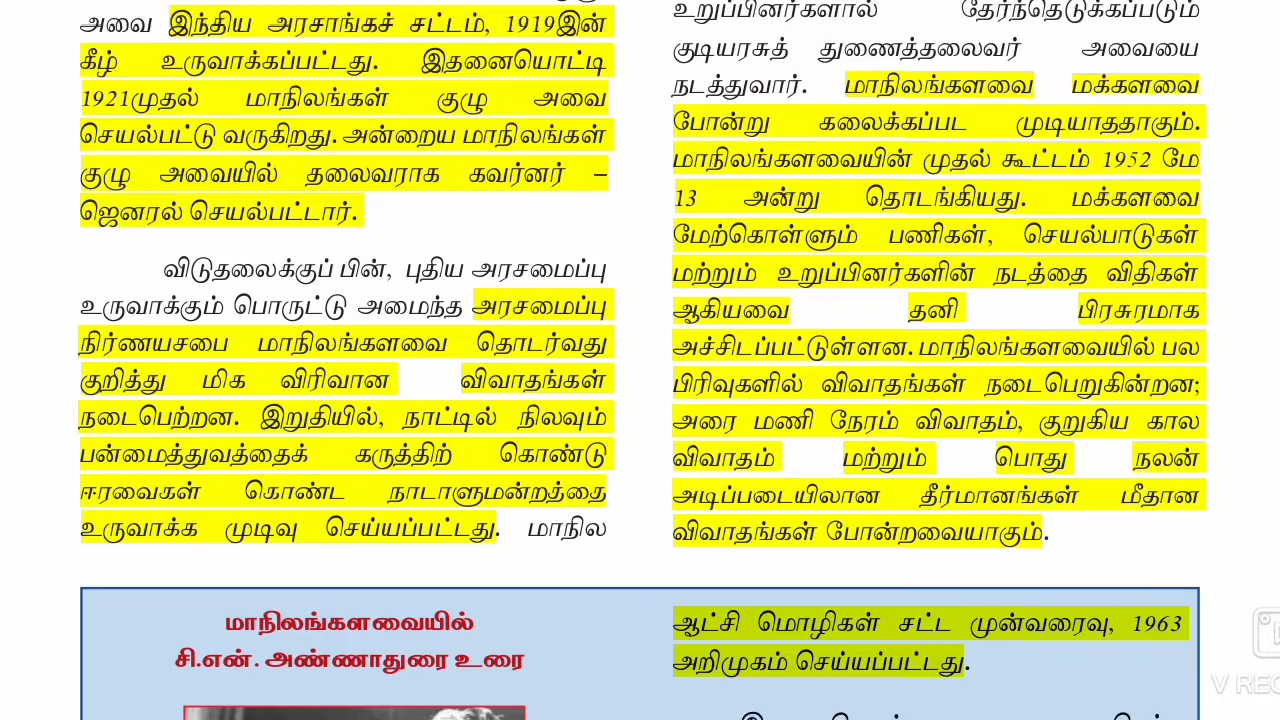 அவை இந்திய அரசாங்கச் சட்டம், 1919இன்
கீழ் உருவாக்கப்பட்டது. இதனையொட்டி
1921முதல் மாநிலங்கள் குழு அவை
செயல்பட்டு வருகிறது. அன்றைய மாநிலங்கள்
குழு அவையில் தலைவராக கவர்னர் –
ஜெனரல் செயல்பட்டார்.
விடுதலைக்குப் பின், புதிய அரசமைப்பு
உருவாக்கும் பொருட்டு அமைந்த அரசமைப்பு
நிர்ணயசபை மாநிலங்களவை தொடர்வது
குறித்து மிக விரிவான விவாதங்கள்
நடைபெற்றன. இறுதியில், நாட்டில் நிலவும்
பன்மைத்துவத்தைக் கருத்திற் கொண்டு
ஈரவைகள் கொண்ட நாடாளுமன்றத்தை
உருவாக்க முடிவு செய்யப்பட்டது. மாநில
உறுப்பினர்களால் தேர்ந்தெடுக்கப்படும்
குடியரசுத் துணைத்தலைவர் அவையை
நடத்துவார். மாநிலங்களவை மக்களவை
போன்று கலைக்கப்பட முடியாததாகும்.
மாநிலங்களவையின் முதல் கூட்டம் 1952 மே
13 அன்று தொடங்கியது. மக்களவை
மேற்கொள்ளும் பணிகள், செயல்பாடுகள்
மற்றும் உறுப்பினர்களின் நடத்தை விதிகள்
ஆகியவை தனி பிரசுரமாக
அச்சிடப்பட்டுள்ளன. மாநிலங்களவையில் பல
பிரிவுகளில் விவாதங்கள் நடைபெறுகின்றன;
அரை மணி நேரம் விவாதம், குறுகிய கால
விவாதம் மற்றும் பொது நலன்
அடிப்படையிலான தீர்மானங்கள் மீதான
விவாதங்கள் போன்றவையாகும்.
மாநிலங்களவையில்
சி.என். அண்ணாதுரை உரை
ஆட்சி மொழிகள் சட்ட முன்வரைவு, 1963
அறிமுகம் செய்யப்பட்டது.
V REC